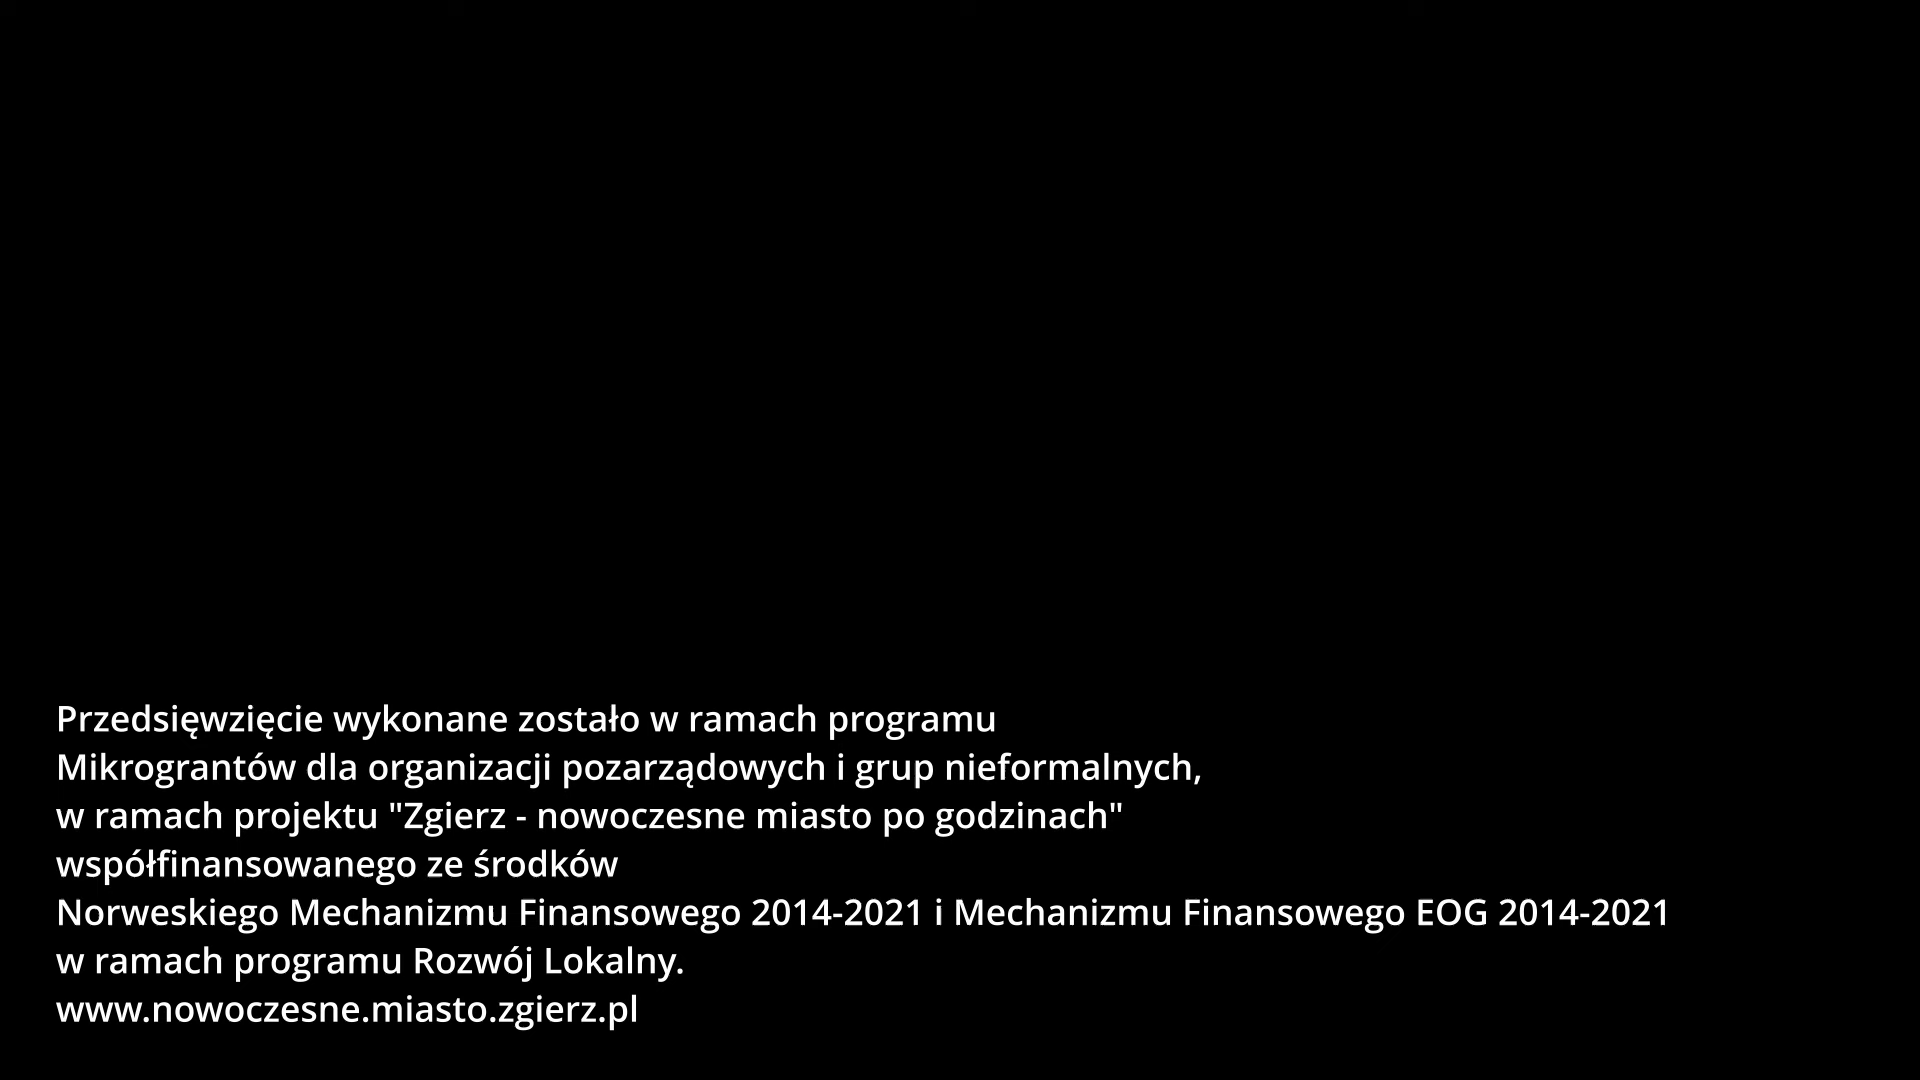 Przedsięwzięcie wykonane zostało w ramach programu
Mikrograntów dla organizacji pozarządowych i grup nieformalnych,
w ramach projektu "Zgierz - nowoczesne miasto po godzinach"
współfinansowanego ze środków
Norweskiego Mechanizmu Finansowego 2014-2021 i Mechanizmu Finansowego EOG 2014-2021
w ramach programu Rozwój Lokalny.
www.nowoczesne.miasto.zgierz.pl